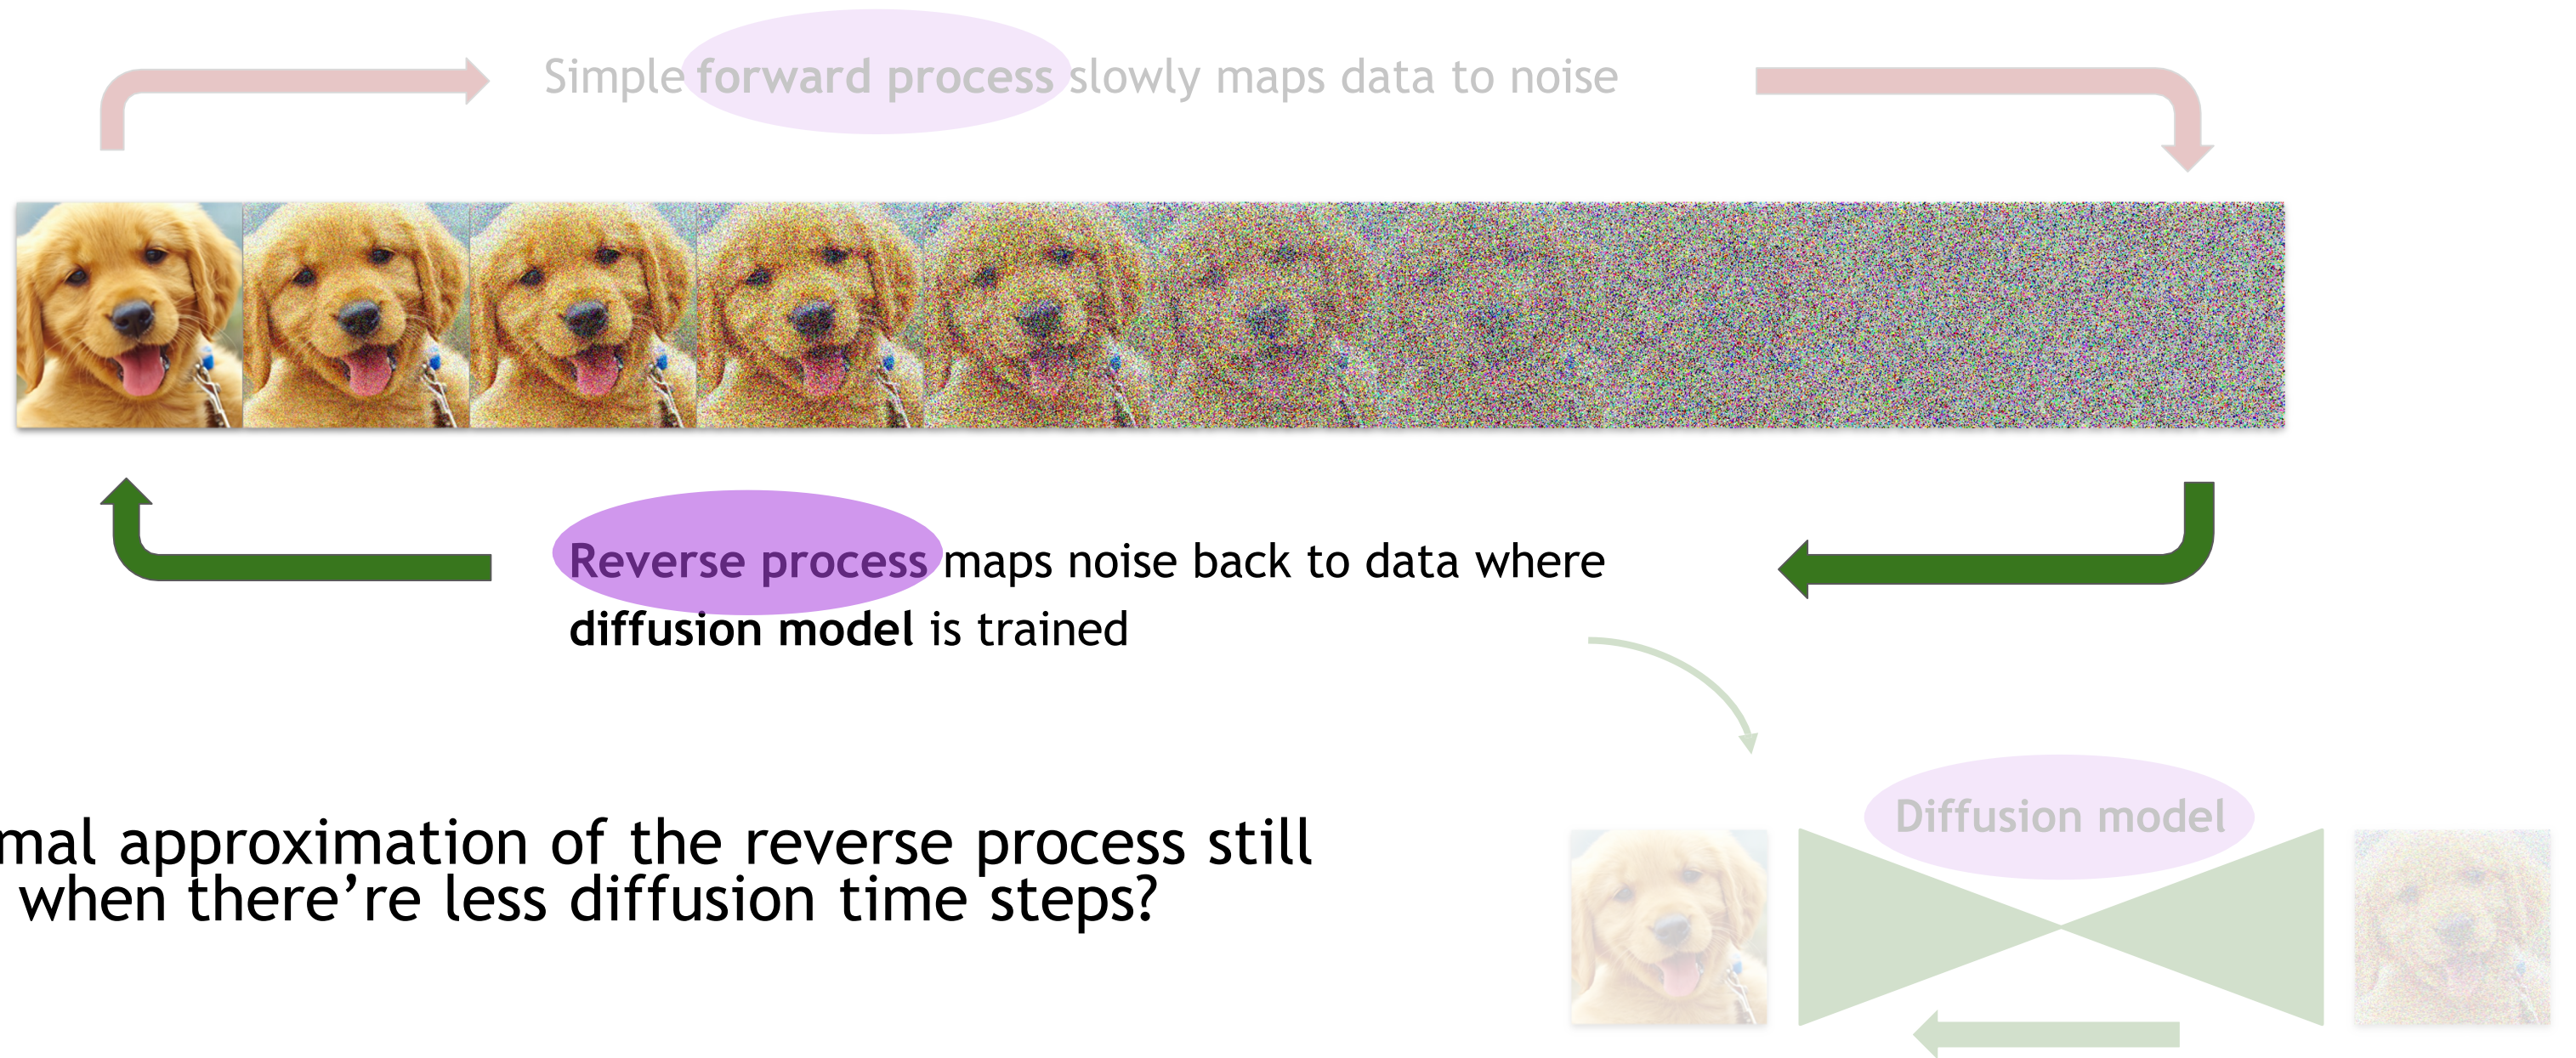 Simple forward process slowly maps data to noise
Reverse process maps noise back to data where
diffusion model is trained
mal approximation of the reverse process still
when there’re less diffusion time steps?
Diffusion model